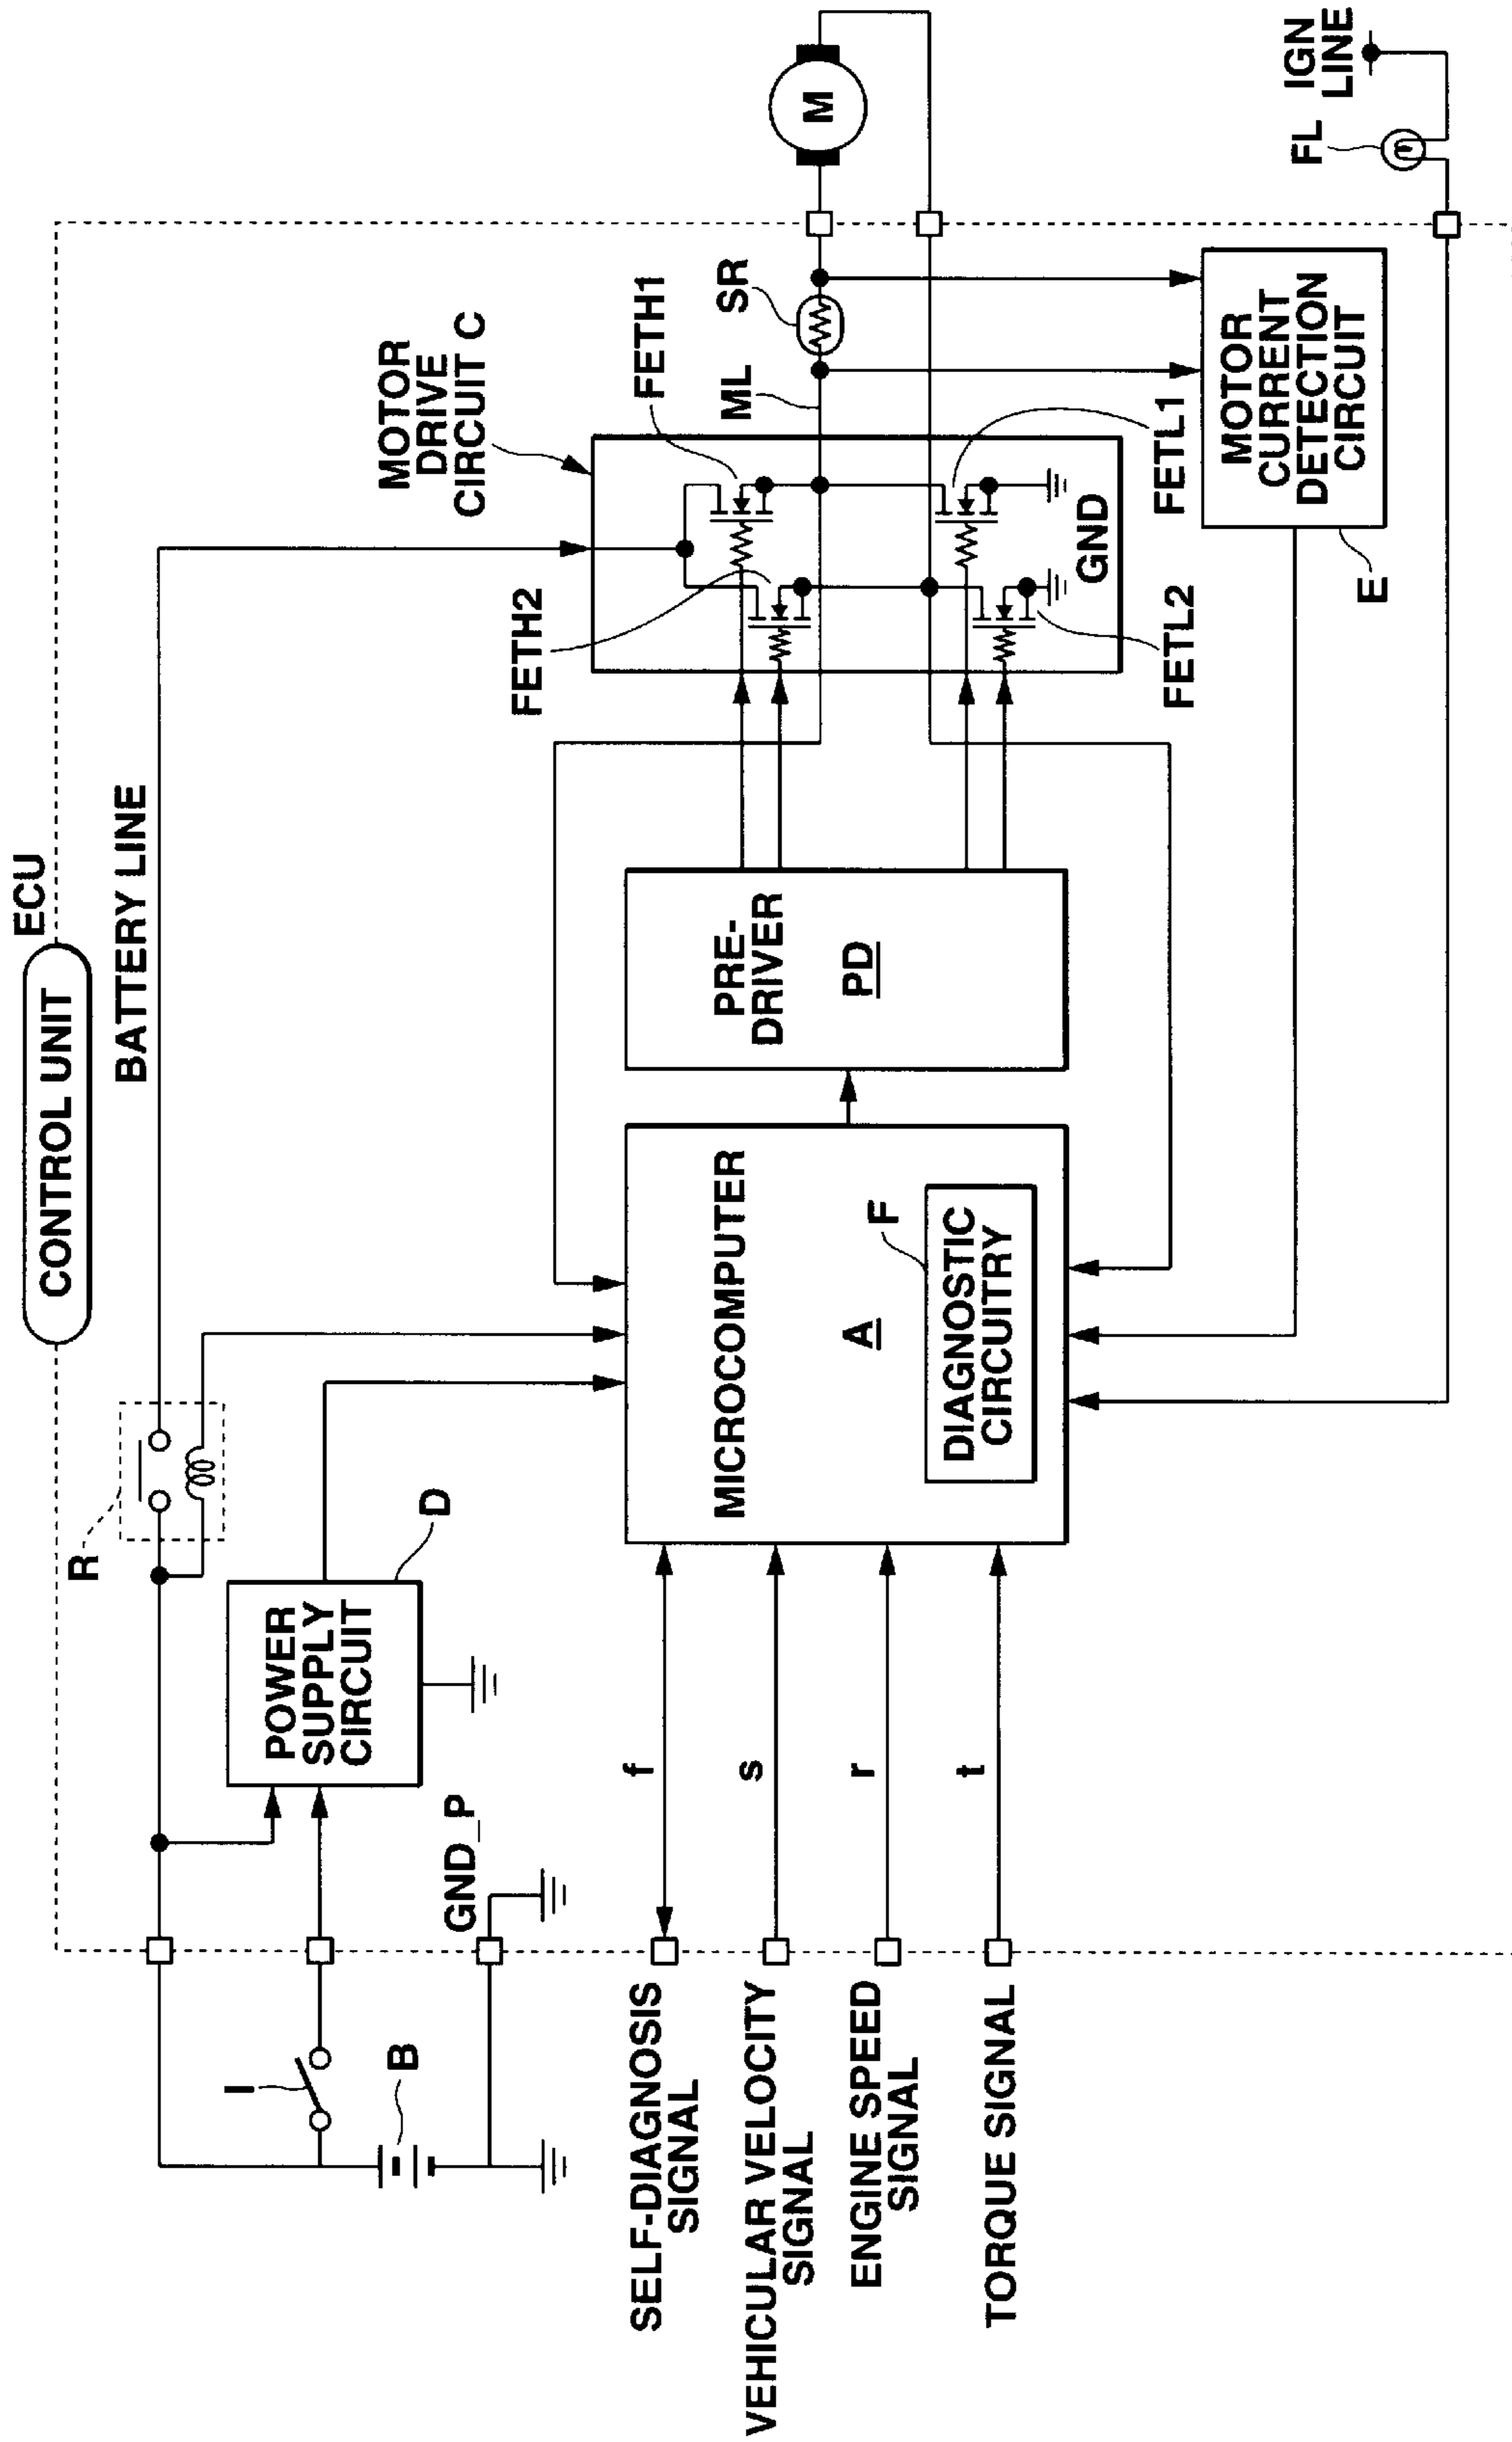 CONTROL UNIT
ECU
BATTERY LINE
R
POWER
SUPPLY
CIRCUIT
D
I
B
GND_P
MOTOR
DRIVE
CIRCUIT C
FETH1
FETH2
ML
SR
M
FETL1
FETL2
GND
PRE-
DRIVER
PD
MICROCOMPUTER
A
F
DIAGNOSTIC
CIRCUITRY
SELF-DIAGNOSIS
SIGNAL
f
VEHICULAR VELOCITY
SIGNAL
s
ENGINE SPEED
SIGNAL
r
TORQUE SIGNAL
t
MOTOR
CURRENT
DETECTION
CIRCUIT
E
FL
IGN
LINE